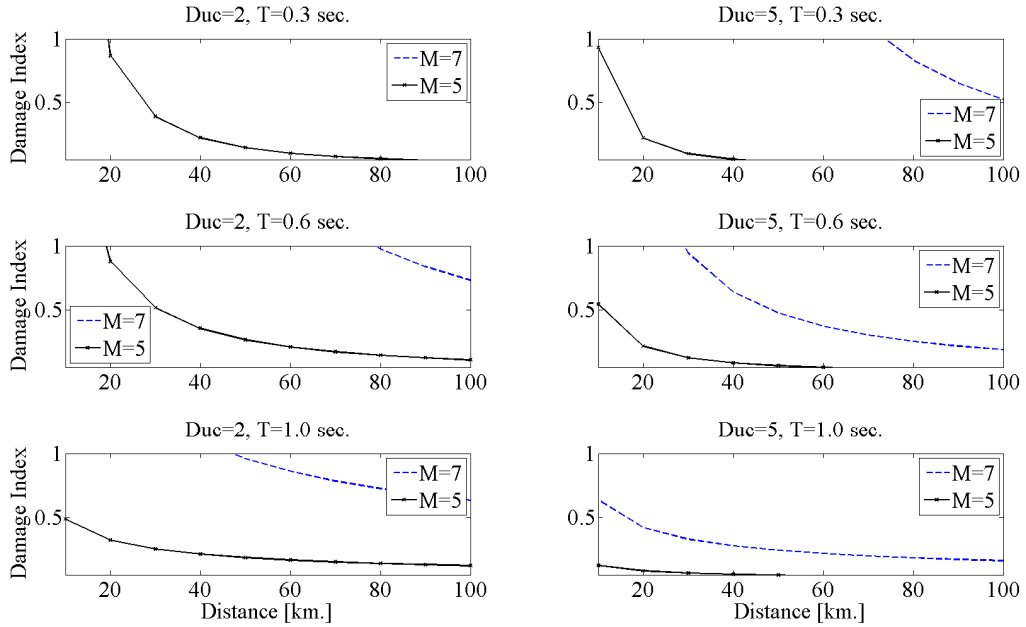 Duc=2, T=0.3 sec.
Damage Index
1
0.5
M=7
M=5
20 40 60 80 100
Duc=5, T=0.3 sec.
1
0.5
M=7
M=5
20 40 60 80 100
Duc=2, T=0.6 sec.
Damage Index
1
0.5
M=7
M=5
20 40 60 80 100
Duc=5, T=0.6 sec.
1
0.5
M=7
M=5
20 40 60 80 100
Duc=2, T=1.0 sec.
Damage Index
1
0.5
M=7
M=5
20 40 60 80 100
Distance [km.]
Duc=5, T=1.0 sec.
1
0.5
M=7
M=5
20 40 60 80 100
Distance [km.]